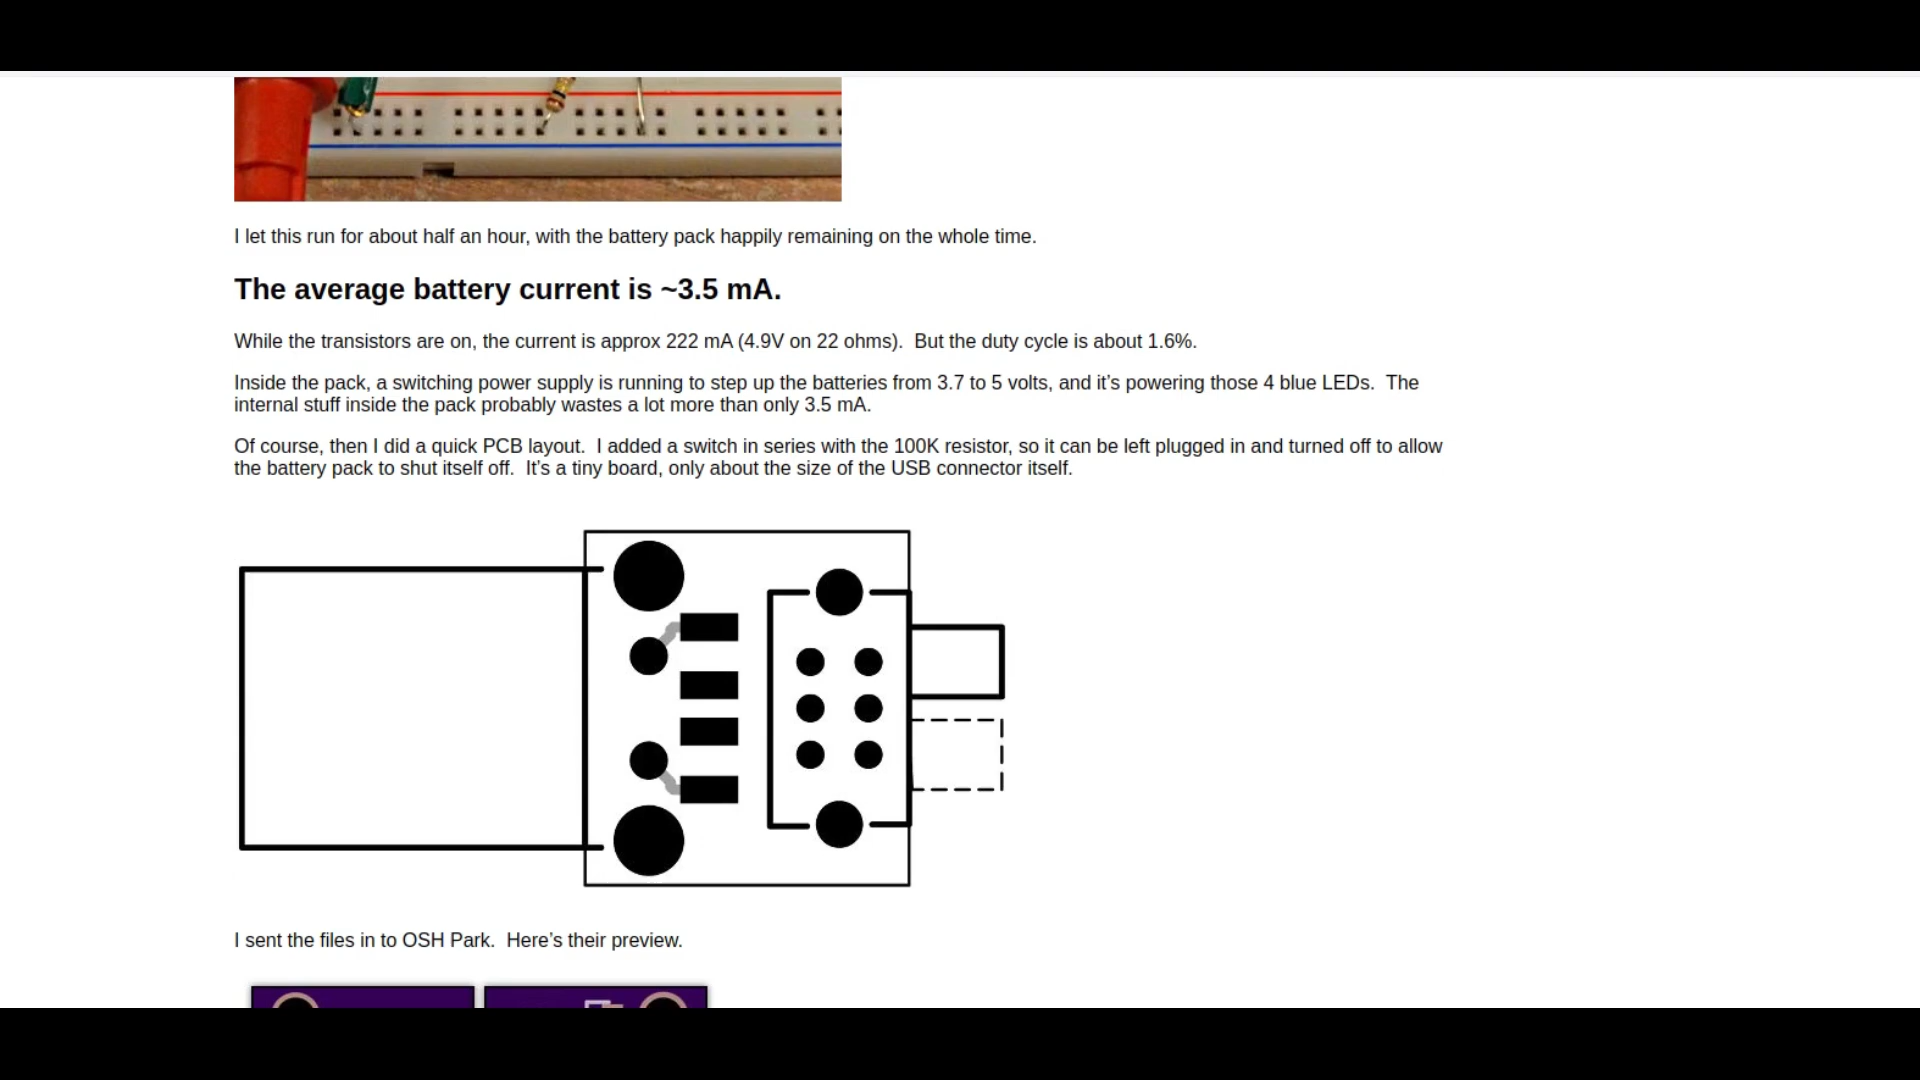 I let this run for about half an hour, with the battery pack happily remaining on the whole time.
The average battery current is ~3.5 mA.
While the transistors are on, the current is approx 222 mA (4.9V on 22 ohms).  But the duty cycle is about 1.6%.
Inside the pack, a switching power supply is running to step up the batteries from 3.7 to 5 volts, and it’s powering those 4 blue LEDs.  The
internal stuff inside the pack probably wastes a lot more than only 3.5 mA.
Of course, then I did a quick PCB layout.  I added a switch in series with the 100K resistor, so it can be left plugged in and turned off to allow
the battery pack to shut itself off.  It’s a tiny board, only about the size of the USB connector itself.
I sent the files in to OSH Park.  Here’s their preview.